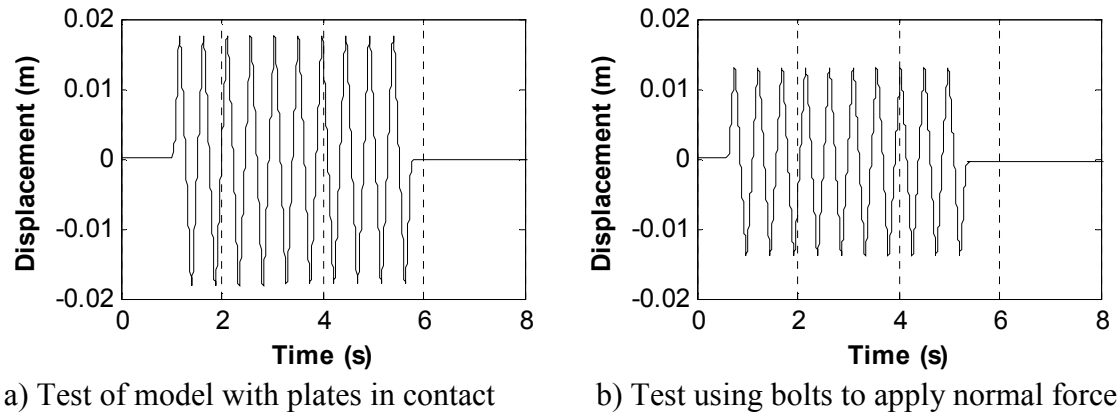 0.02
0.01
0
-0.01
-0.02
Displacement (m)
0 2 4 6 8
Time (s)
a) Test of model with plates in contact
0.02
0.01
0
-0.01
-0.02
Displacement (m)
0 2 4 6 8
Time (s)
b) Test using bolts to apply normal force